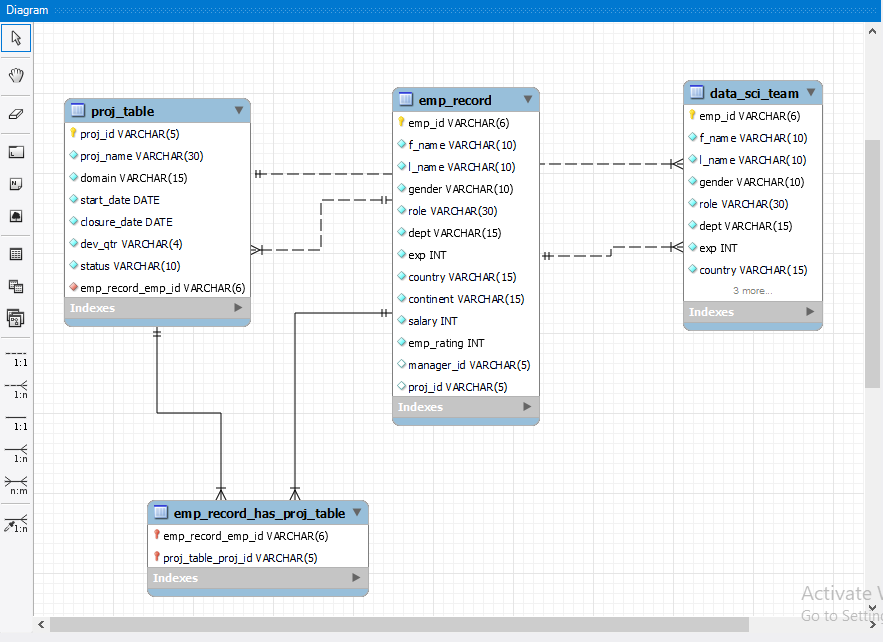 Diagram
proj_table
proj_id VARCHAR(5)
proj_name VARCHAR(30)
domain VARCHAR(15)
start_date DATE
closure_date DATE
dev_qtr VARCHAR(4)
status VARCHAR(10)
emp_record_emp_id VARCHAR(6)
Indexes
emp_record
emp_id VARCHAR(6)
f_name VARCHAR(10)
l_name VARCHAR(10)
gender VARCHAR(10)
role VARCHAR(30)
dept VARCHAR(15)
exp INT
country VARCHAR(15)
continent VARCHAR(15)
salary INT
emp_rating INT
manager_id VARCHAR(5)
proj_id VARCHAR(5)
Indexes
data_sci_team
emp_id VARCHAR(6)
f_name VARCHAR(10)
l_name VARCHAR(10)
gender VARCHAR(10)
role VARCHAR(30)
dept VARCHAR(15)
exp INT
country VARCHAR(15)
3 more...
Indexes
emp_record_has_proj_table
emp_record_emp_id VARCHAR(6)
proj_table_proj_id VARCHAR(5)
Indexes
1:1
1:n
1:1
1:n
n:m
1:n
Activate W
Go to Setting